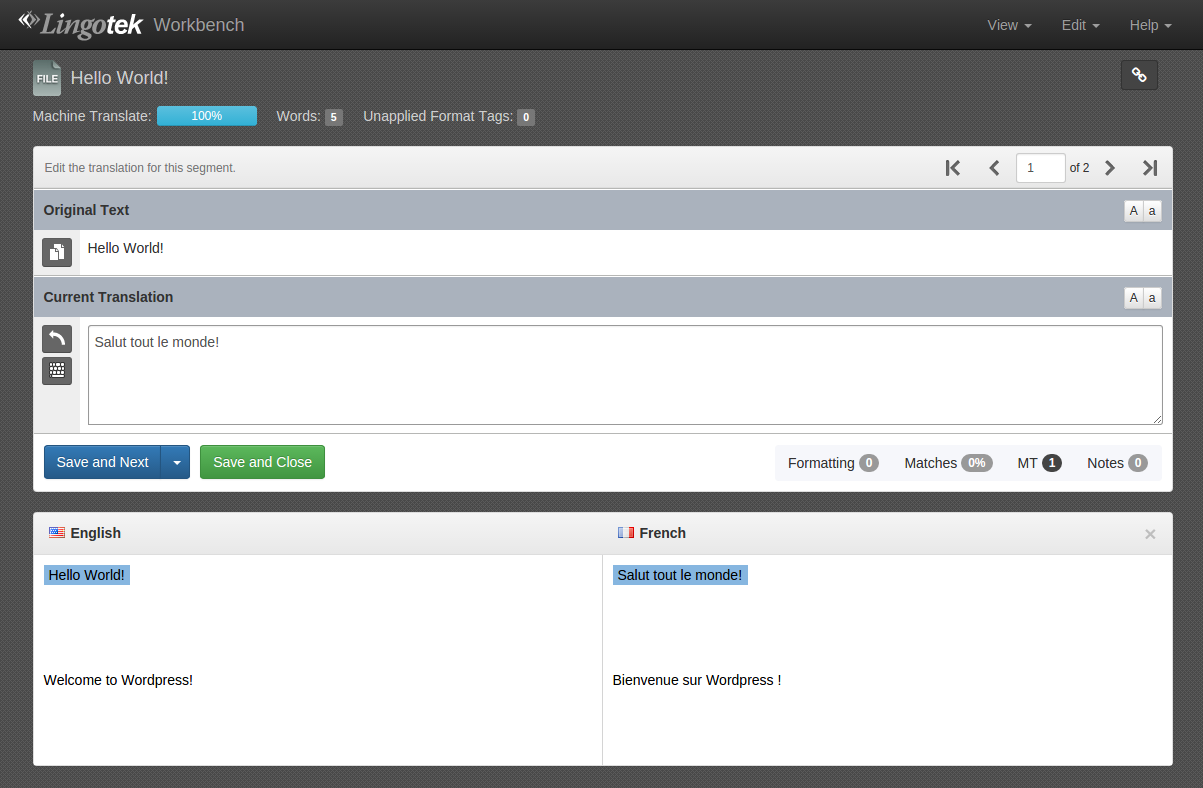 Lingotek Workbench View Edit Help
FILE Hello World!
Machine Translate: 100% Words: 5 Unapplied Format Tags: 0
Edit the translation for this segment. 1 of 2
Original Text A a
Hello World!
Current Translation A a
Salut tout le monde!
Save and Next Save and Close Formatting 0 Matches 0% MT 1 Notes 0
English French ×
Hello World! Salut tout le monde!
Welcome to Wordpress! Bienvenue sur Wordpress !